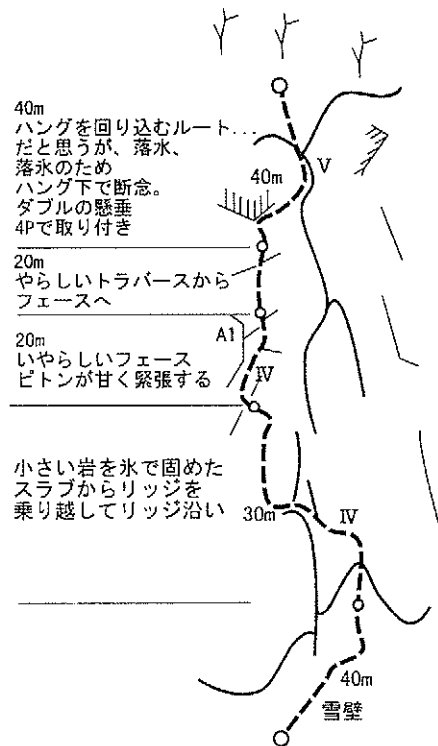 40m
ハングを回り込むルート...
だと思うが、落水、
落氷のため
ハング下で断念。
ダブルの懸垂
4Pで取り付き
40m
V
20m
やらしいトラバースから
フェースへ
A1
20m
いやらしいフェース
ピトンが甘く緊張する
IV
小さい岩を氷で固めた
スラブからリッジを
乗り越してリッジ沿い
30m
IV
40m
雪壁